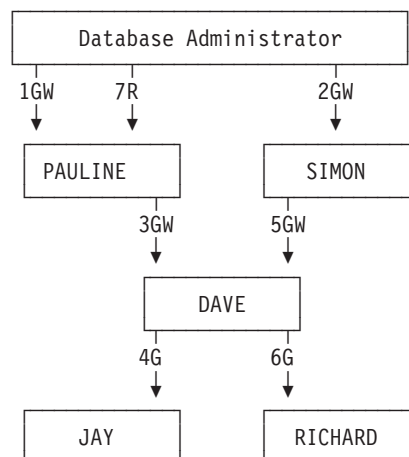 Database Administrator
1GW 7R 2GW
PAULINE SIMON
3GW 5GW
DAVE
4G 6G
JAY RICHARD